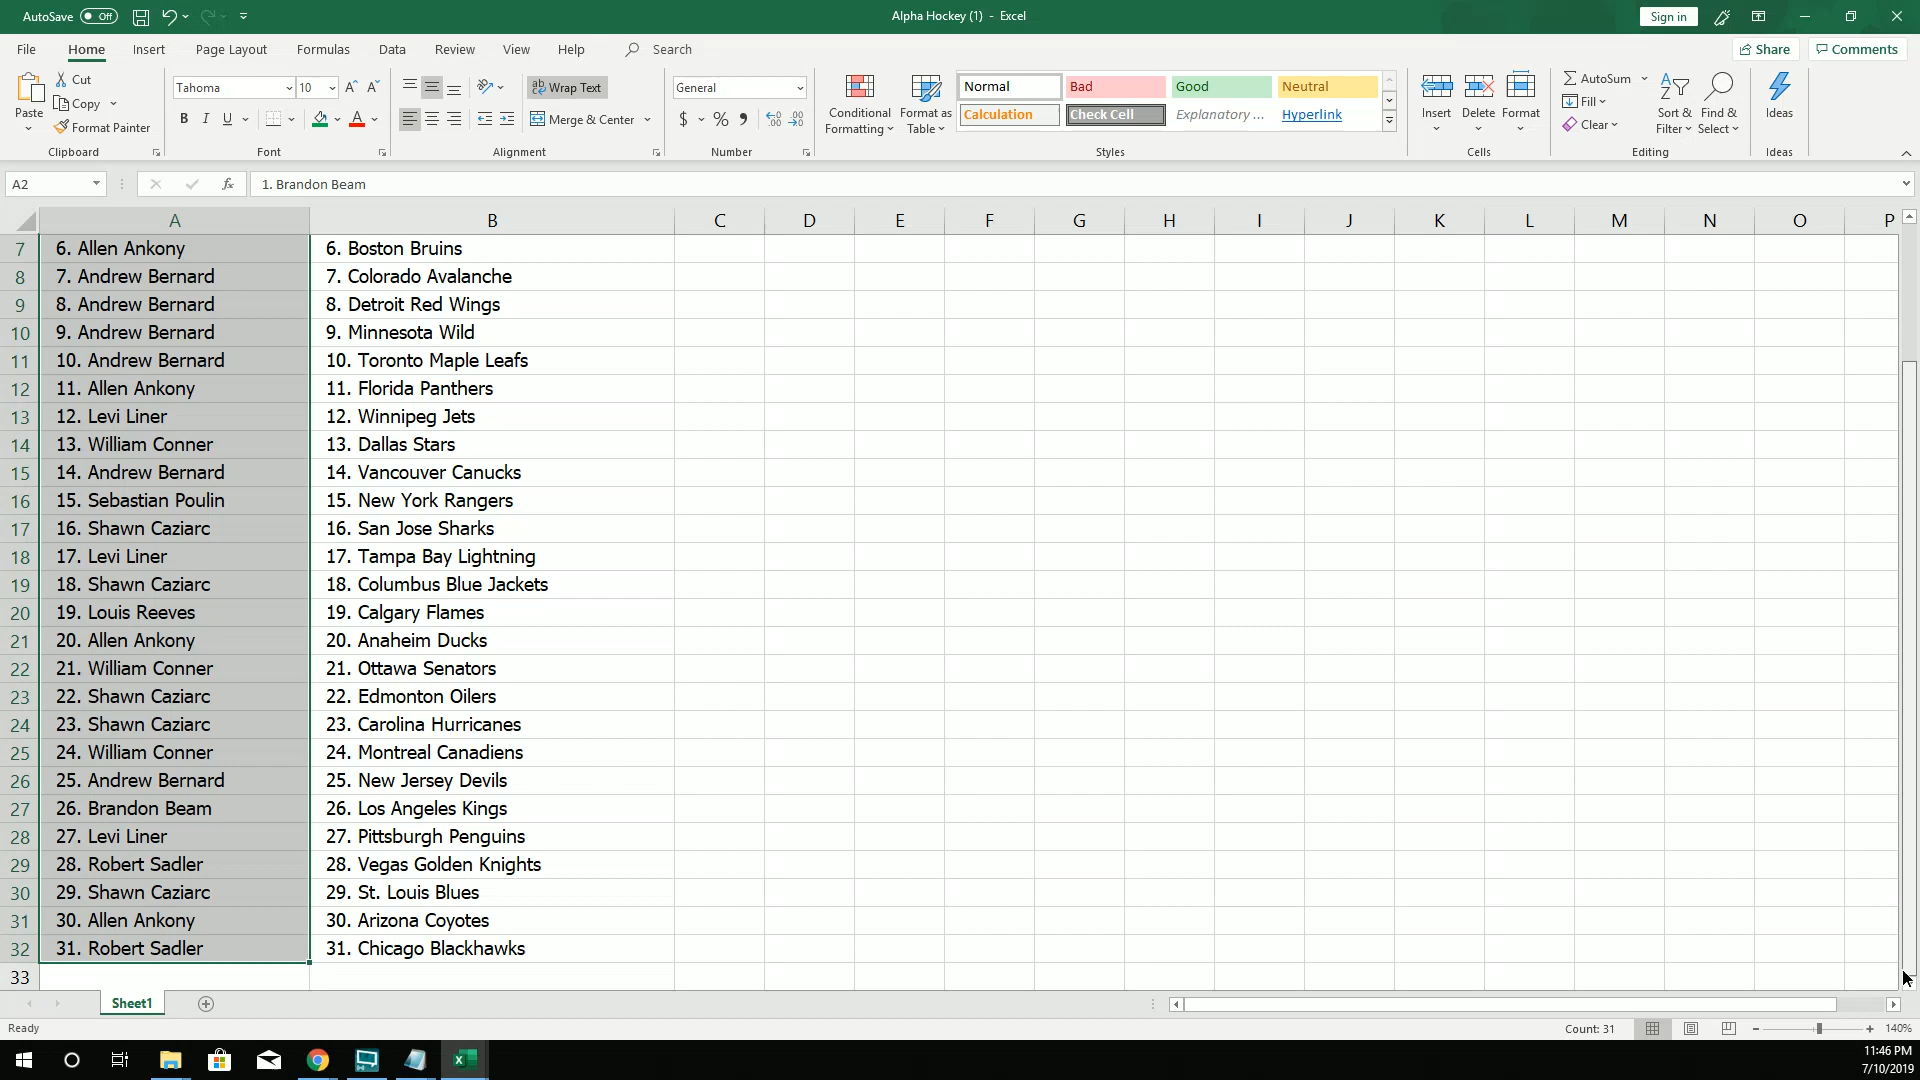 AutoSave Off Alpha Hockey (1) - Excel Sign in
File Home Insert Page Layout Formulas Data Review View Help Search Share Comments
Paste Cut Copy Format Painter Clipboard
Tahoma 10 B I U A Font
ab Wrap Text Merge & Center Alignment
General $ % Number
Conditional Formatting Format as Table
Normal Bad Good Neutral
Calculation Check Cell Explanatory ... Hyperlink
Styles
Insert Delete Format Cells
AutoSum Fill Clear Sort & Filter Find & Select Editing
Ideas Ideas
A2 fx 1. Brandon Beam
A B C D E F G H I J K L M N O P
7 6. Allen Ankony 6. Boston Bruins
8 7. Andrew Bernard 7. Colorado Avalanche
9 8. Andrew Bernard 8. Detroit Red Wings
10 9. Andrew Bernard 9. Minnesota Wild
11 10. Andrew Bernard 10. Toronto Maple Leafs
12 11. Allen Ankony 11. Florida Panthers
13 12. Levi Liner 12. Winnipeg Jets
14 13. William Conner 13. Dallas Stars
15 14. Andrew Bernard 14. Vancouver Canucks
16 15. Sebastian Poulin 15. New York Rangers
17 16. Shawn Caziarc 16. San Jose Sharks
18 17. Levi Liner 17. Tampa Bay Lightning
19 18. Shawn Caziarc 18. Columbus Blue Jackets
20 19. Louis Reeves 19. Calgary Flames
21 20. Allen Ankony 20. Anaheim Ducks
22 21. William Conner 21. Ottawa Senators
23 22. Shawn Caziarc 22. Edmonton Oilers
24 23. Shawn Caziarc 23. Carolina Hurricanes
25 24. William Conner 24. Montreal Canadiens
26 25. Andrew Bernard 25. New Jersey Devils
27 26. Brandon Beam 26. Los Angeles Kings
28 27. Levi Liner 27. Pittsburgh Penguins
29 28. Robert Sadler 28. Vegas Golden Knights
30 29. Shawn Caziarc 29. St. Louis Blues
31 30. Allen Ankony 30. Arizona Coyotes
32 31. Robert Sadler 31. Chicago Blackhawks
33
Sheet1
Ready Count: 31 140%
11:46 PM
7/10/2019